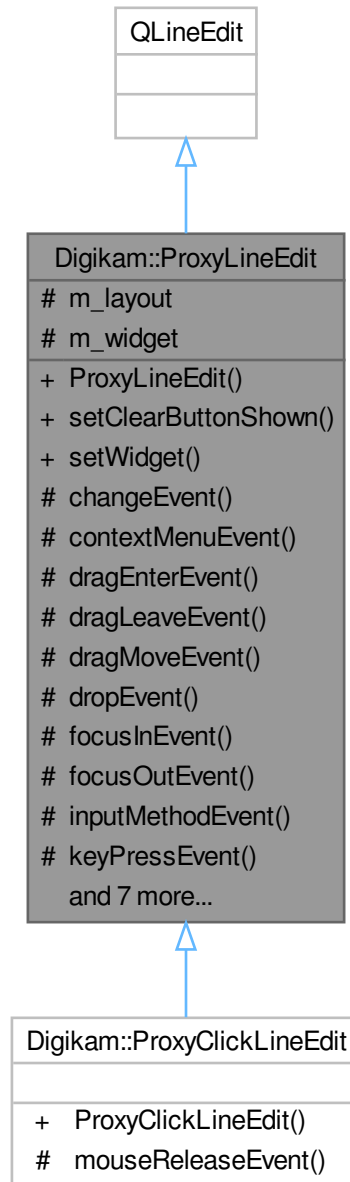 QLineEdit
Digikam::ProxyLineEdit
# m_layout
# m_widget
+ ProxyLineEdit()
+ setClearButtonShown()
+ setWidget()
# changeEvent()
# contextMenuEvent()
# dragEnterEvent()
# dragLeaveEvent()
# dragMoveEvent()
# dropEvent()
# focusInEvent()
# focusOutEvent()
# inputMethodEvent()
# keyPressEvent()
and 7 more...
Digikam::ProxyClickLineEdit
+ ProxyClickLineEdit()
# mouseReleaseEvent()